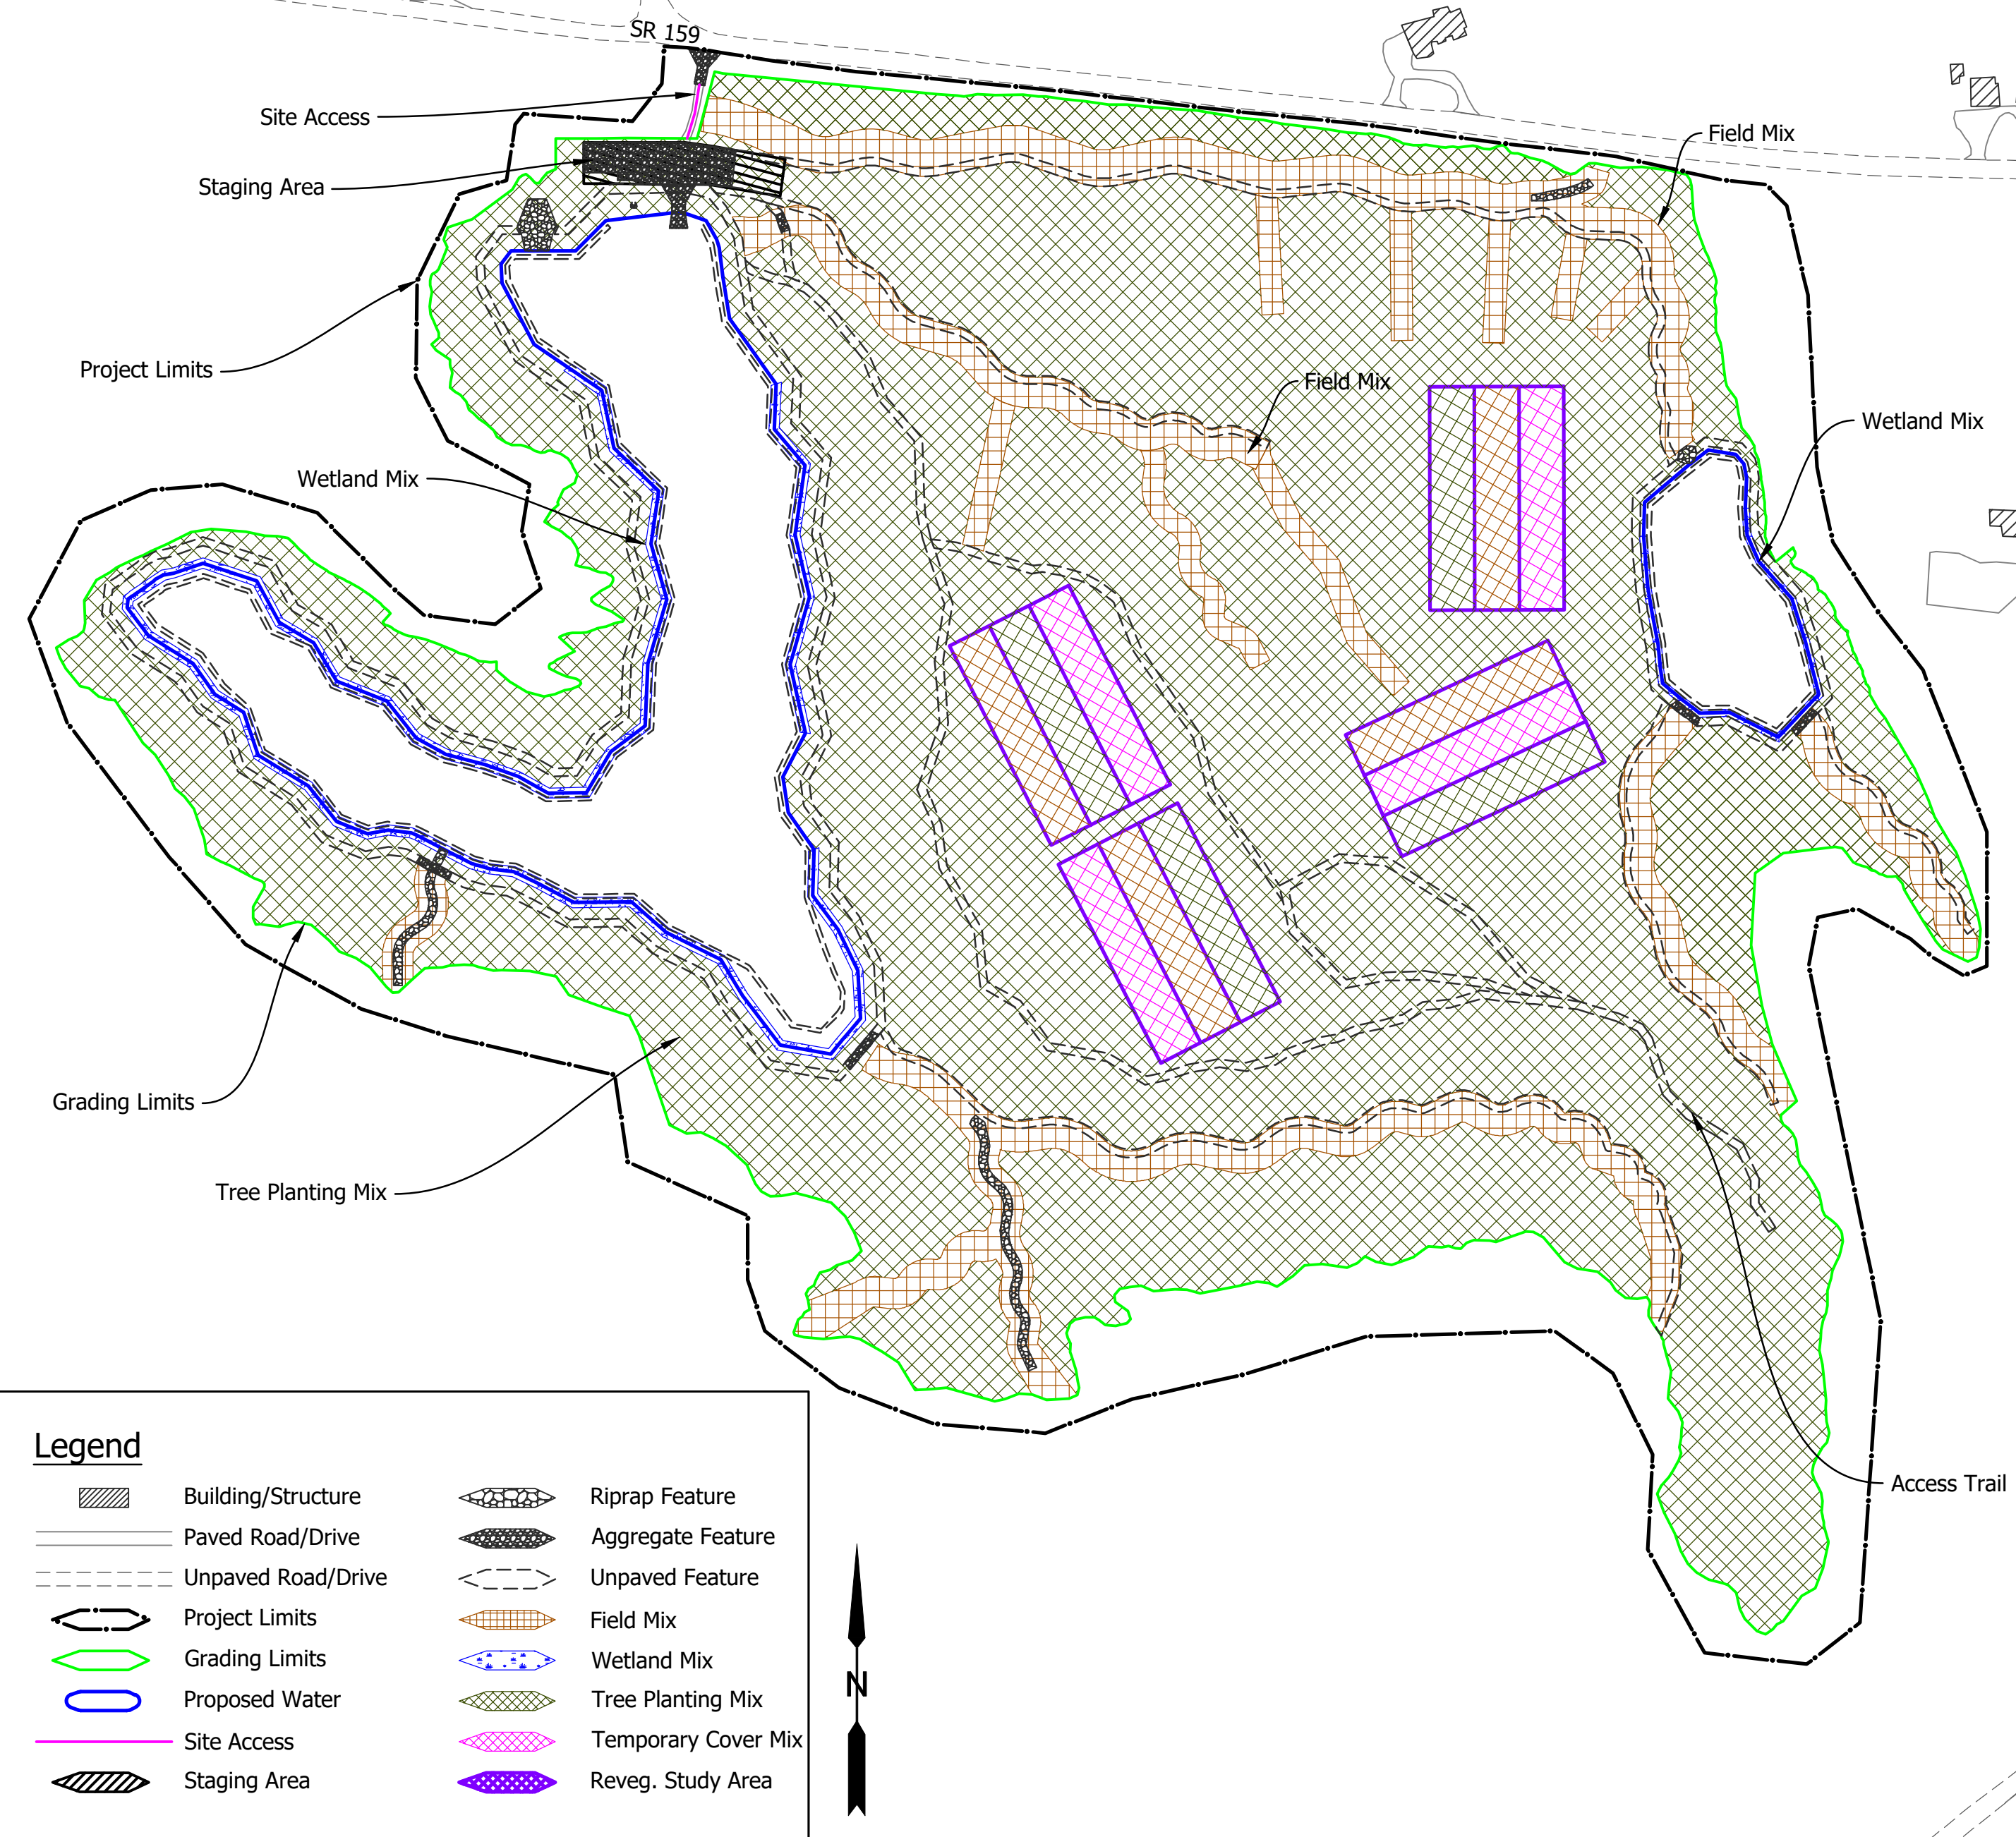 SR 159
Site Access
Field Mix
Staging Area
Project Limits
Field Mix
Wetland Mix
Wetland Mix
Grading Limits
Tree Planting Mix
Access Trail
Legend
Building/Structure
Paved Road/Drive
Unpaved Road/Drive
Project Limits
Grading Limits
Proposed Water
Site Access
Staging Area
Riprap Feature
Aggregate Feature
Unpaved Feature
Field Mix
Wetland Mix
Tree Planting Mix
Temporary Cover Mix
Reveg. Study Area
N